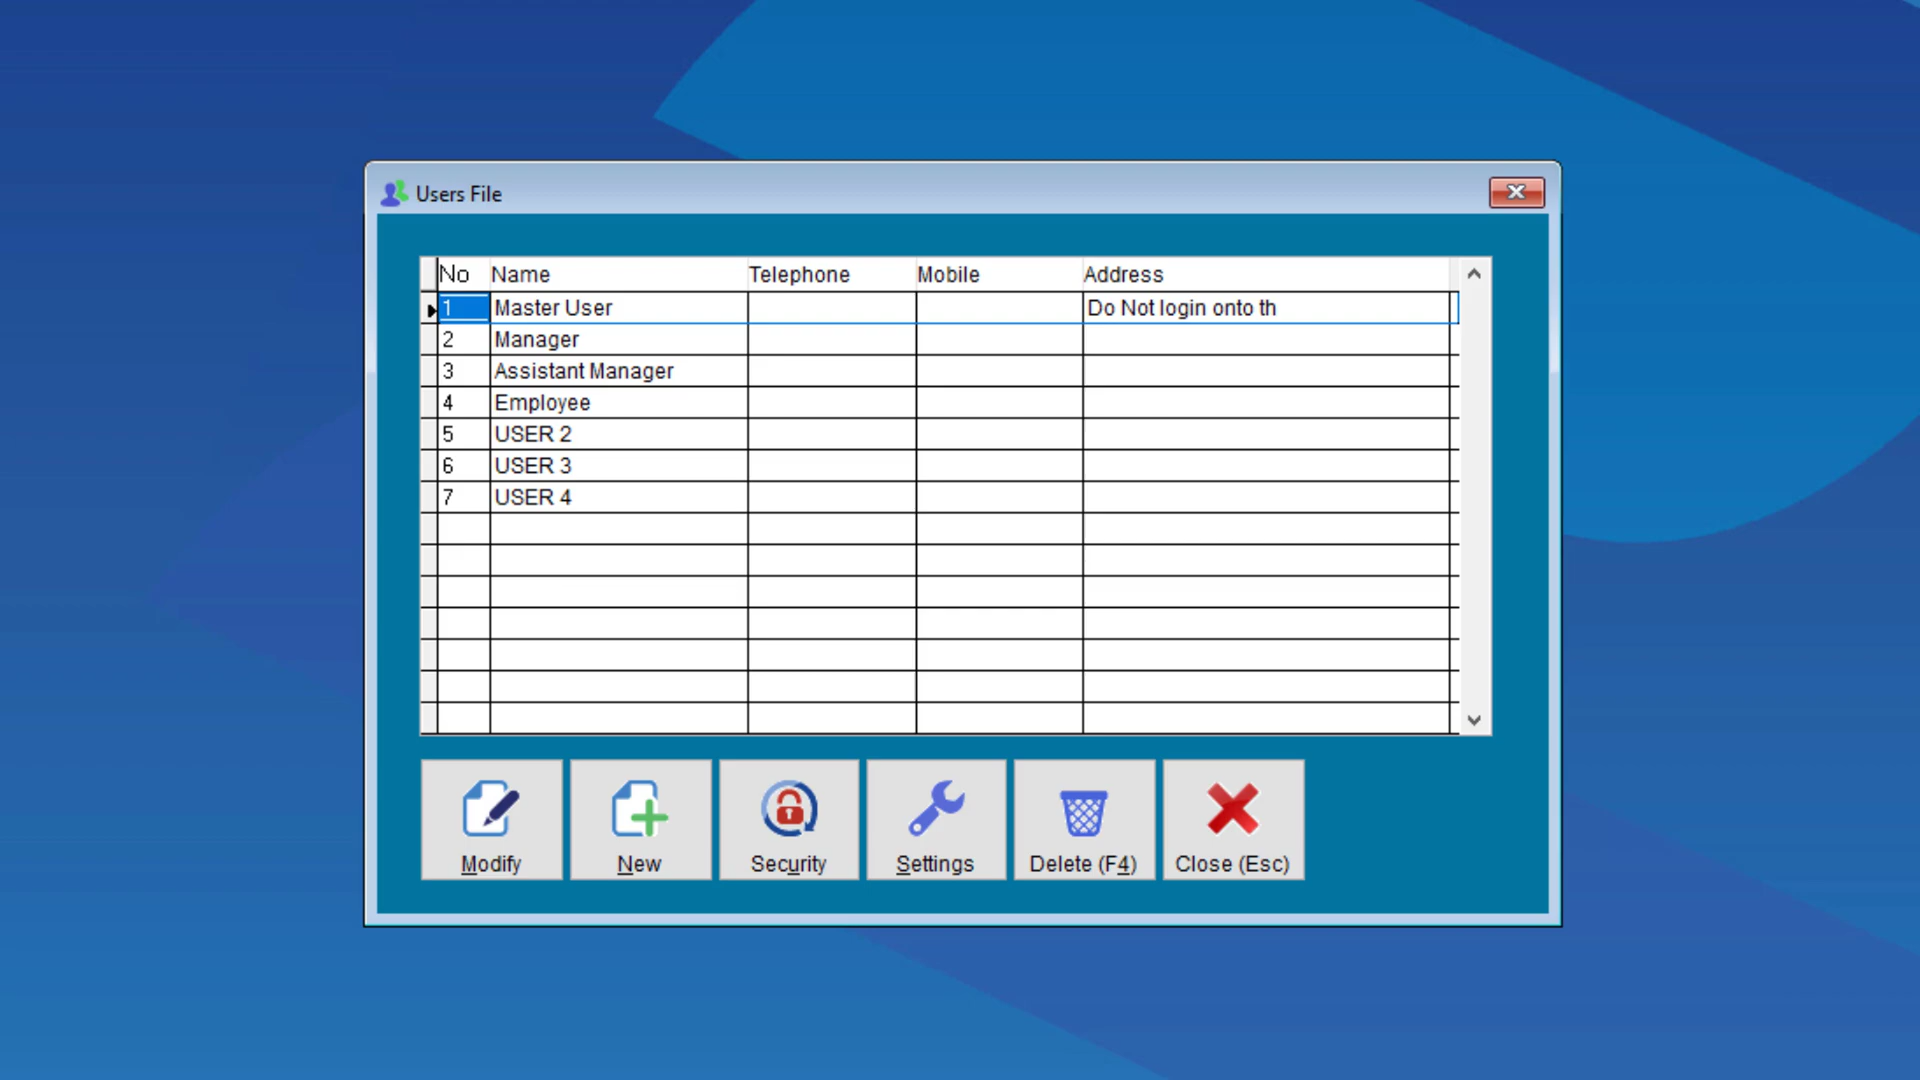 Users File
No Name Telephone Mobile Address
1 Master User Do Not login onto th
2 Manager
3 Assistant Manager
4 Employee
5 USER 2
6 USER 3
7 USER 4
Modify New Security Settings Delete (F4) Close (Esc)